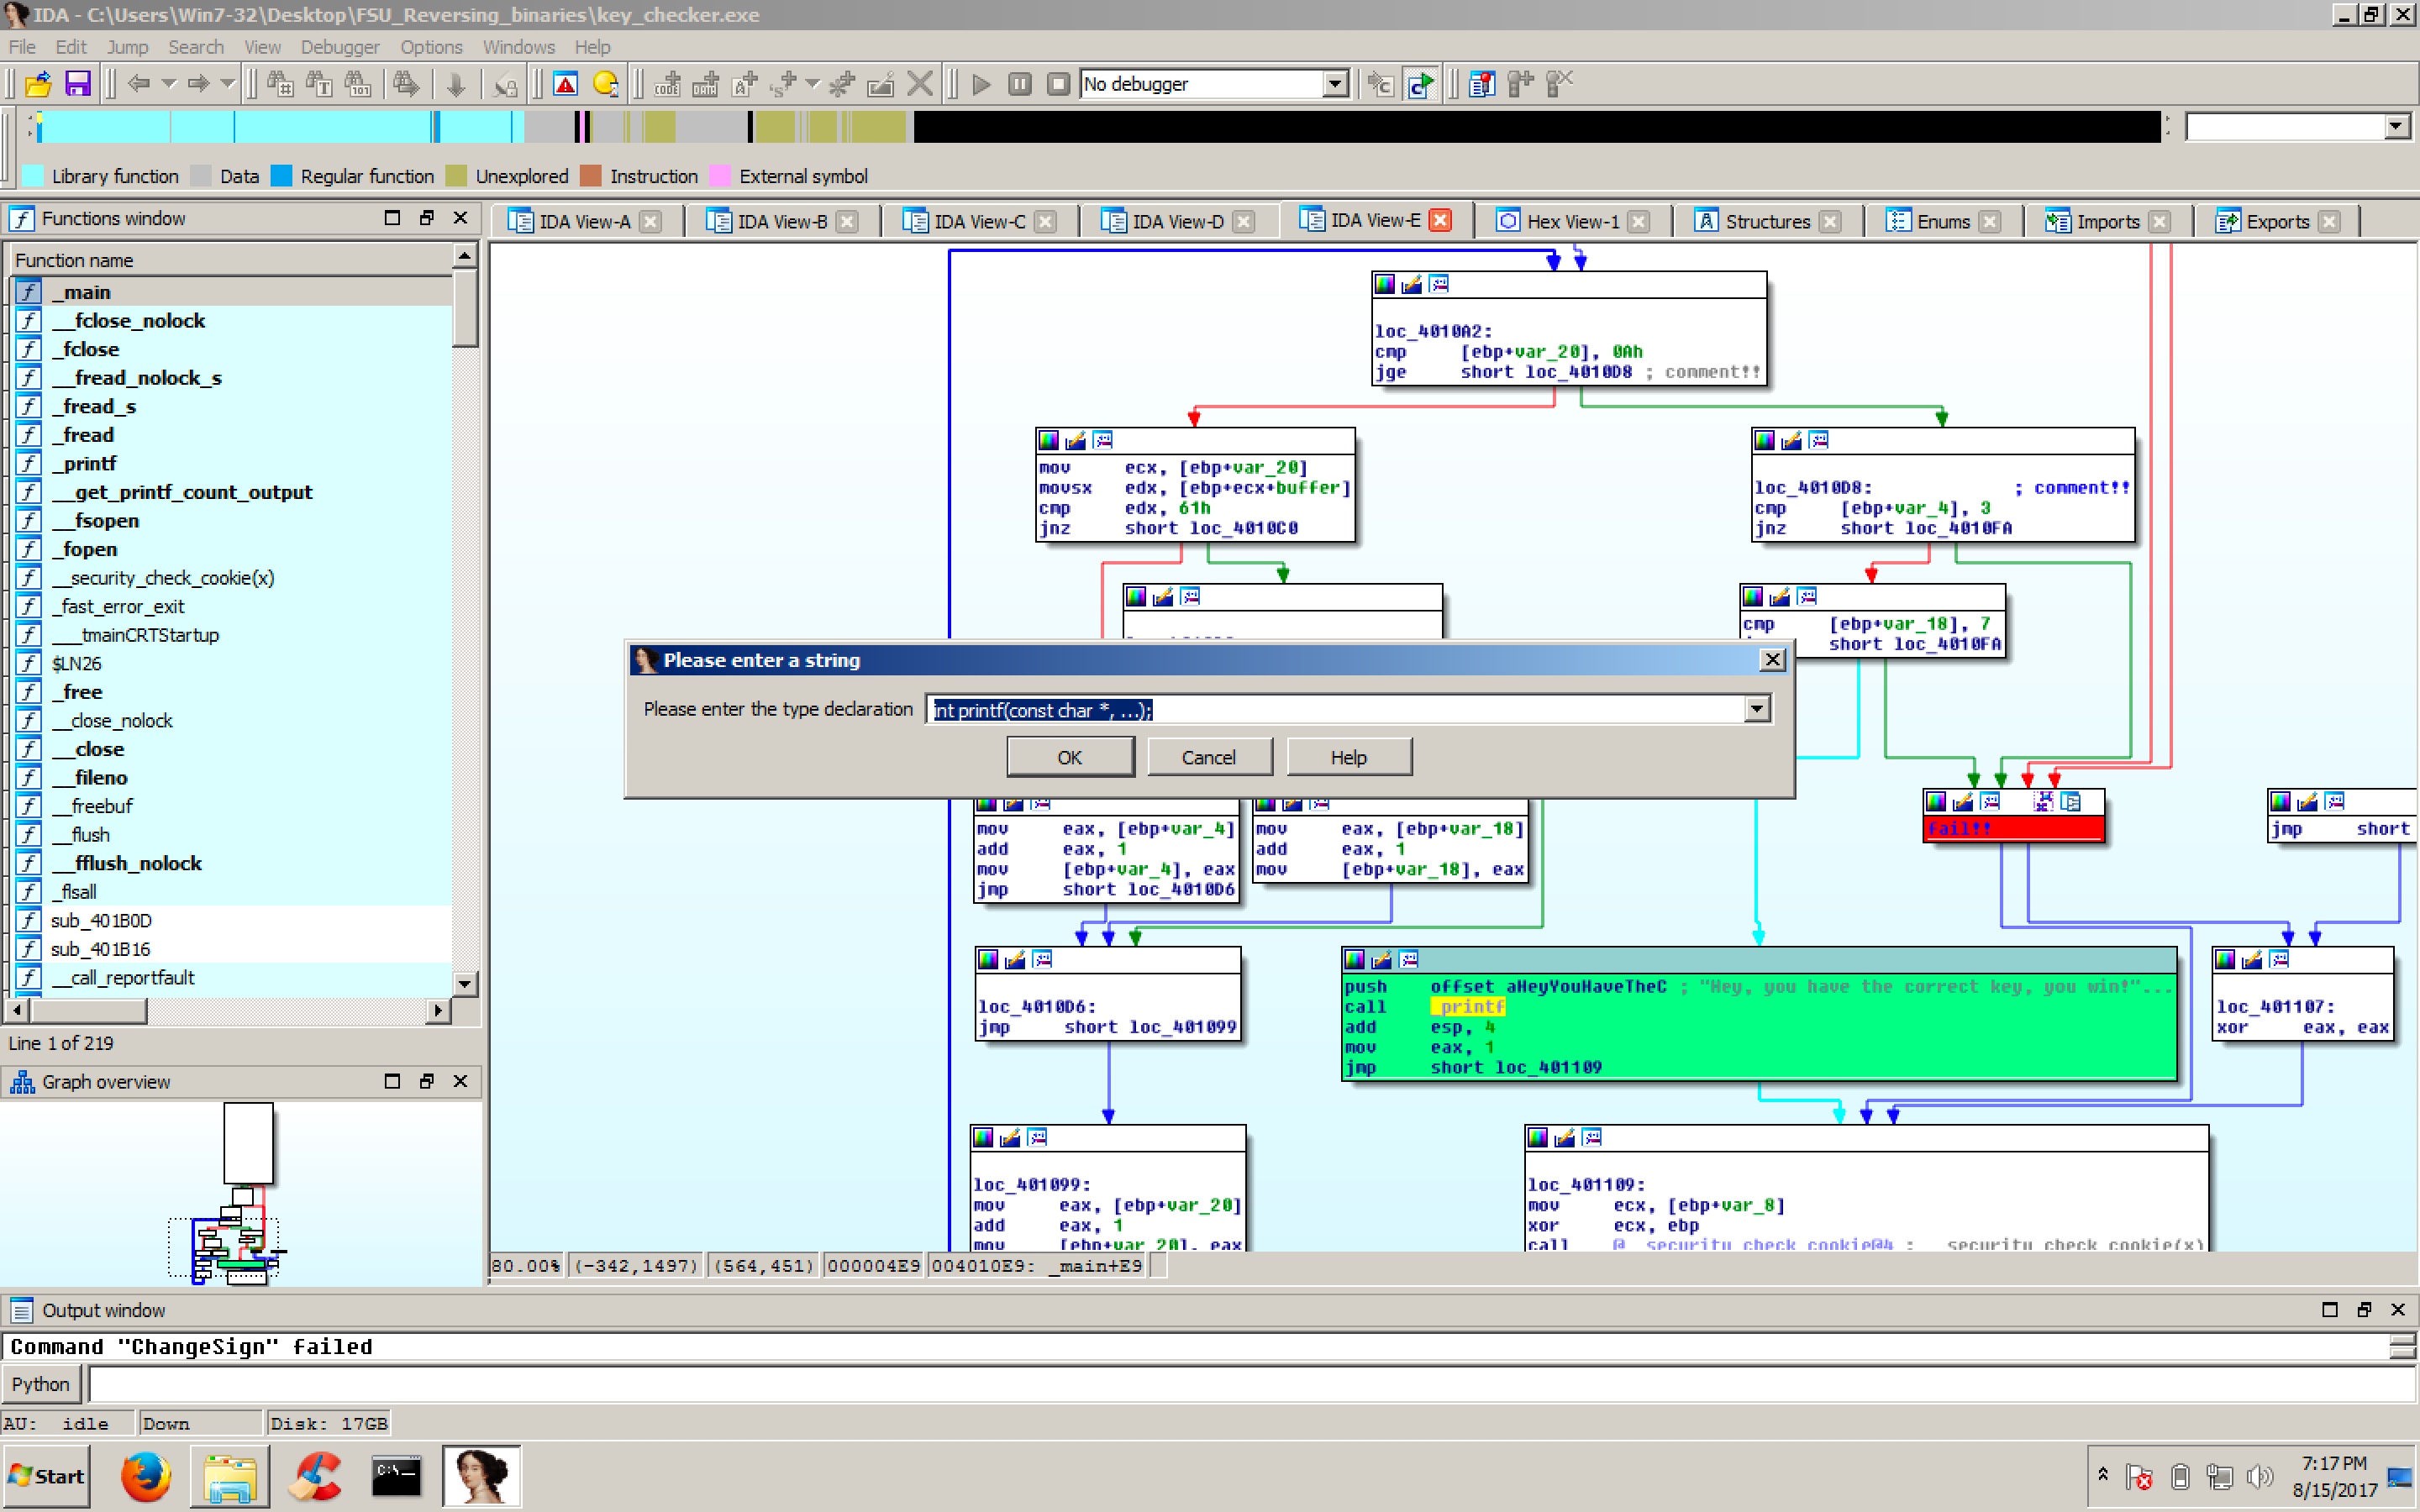 IDA - C:\Users\Win7-32\Desktop\FSU_Reversing_binaries\key_checker.exe
File Edit Jump Search View Debugger Options Windows Help
No debugger
Library function Data Regular function Unexplored Instruction External symbol
Functions window
IDA View-A IDA View-B IDA View-C IDA View-D IDA View-E Hex View-1 Structures Enums Imports Exports
Function name
_main
__fclose_nolock
_fclose
__fread_nolock_s
_fread_s
_fread
_printf
__get_printf_count_output
__fsopen
_fopen
__security_check_cookie(x)
_fast_error_exit
___tmainCRTStartup
$LN26
_free
__close_nolock
__close
__fileno
__freebuf
__flush
__fflush_nolock
_flsall
sub_401B0D
sub_401B16
__call_reportfault
Line 1 of 219
Graph overview
loc_4010A2:
cmp [ebp+var_20], 0Ah
jge short loc_4010D8 ; comment!!
mov ecx, [ebp+var_20]
movsx edx, [ebp+ecx+buffer]
cmp edx, 61h
jnz short loc_4010C0
loc_4010D8: ; comment!!
cmp [ebp+var_4], 3
jnz short loc_4010FA
cmp [ebp+var_18], 7
short loc_4010FA
Please enter a string
Please enter the type declaration int printf(const char *, ...);
OK Cancel Help
mov eax, [ebp+var_4]
add eax, 1
mov [ebp+var_4], eax
jmp short loc_4010D6
mov eax, [ebp+var_18]
add eax, 1
mov [ebp+var_18], eax
fail!!
jmp short
loc_4010D6:
jmp short loc_401099
push offset aHeyYouHaveTheC ; "Hey, you have the correct key, you win!"...
call _printf
add esp, 4
mov eax, 1
jmp short loc_401109
loc_401107:
xor eax, eax
loc_401099:
mov eax, [ebp+var_20]
add eax, 1
mov [ebp+var_20], eax
loc_401109:
mov ecx, [ebp+var_8]
xor ecx, ebp
call @__security_check_cookie@4 ; __security_check_cookie(x)
80.00% (-342,1497) (564,451) 000004E9 004010E9: _main+E9
Output window
Command "ChangeSign" failed
Python
AU: idle Down Disk: 17GB
Start
C:\_
7:17 PM
8/15/2017